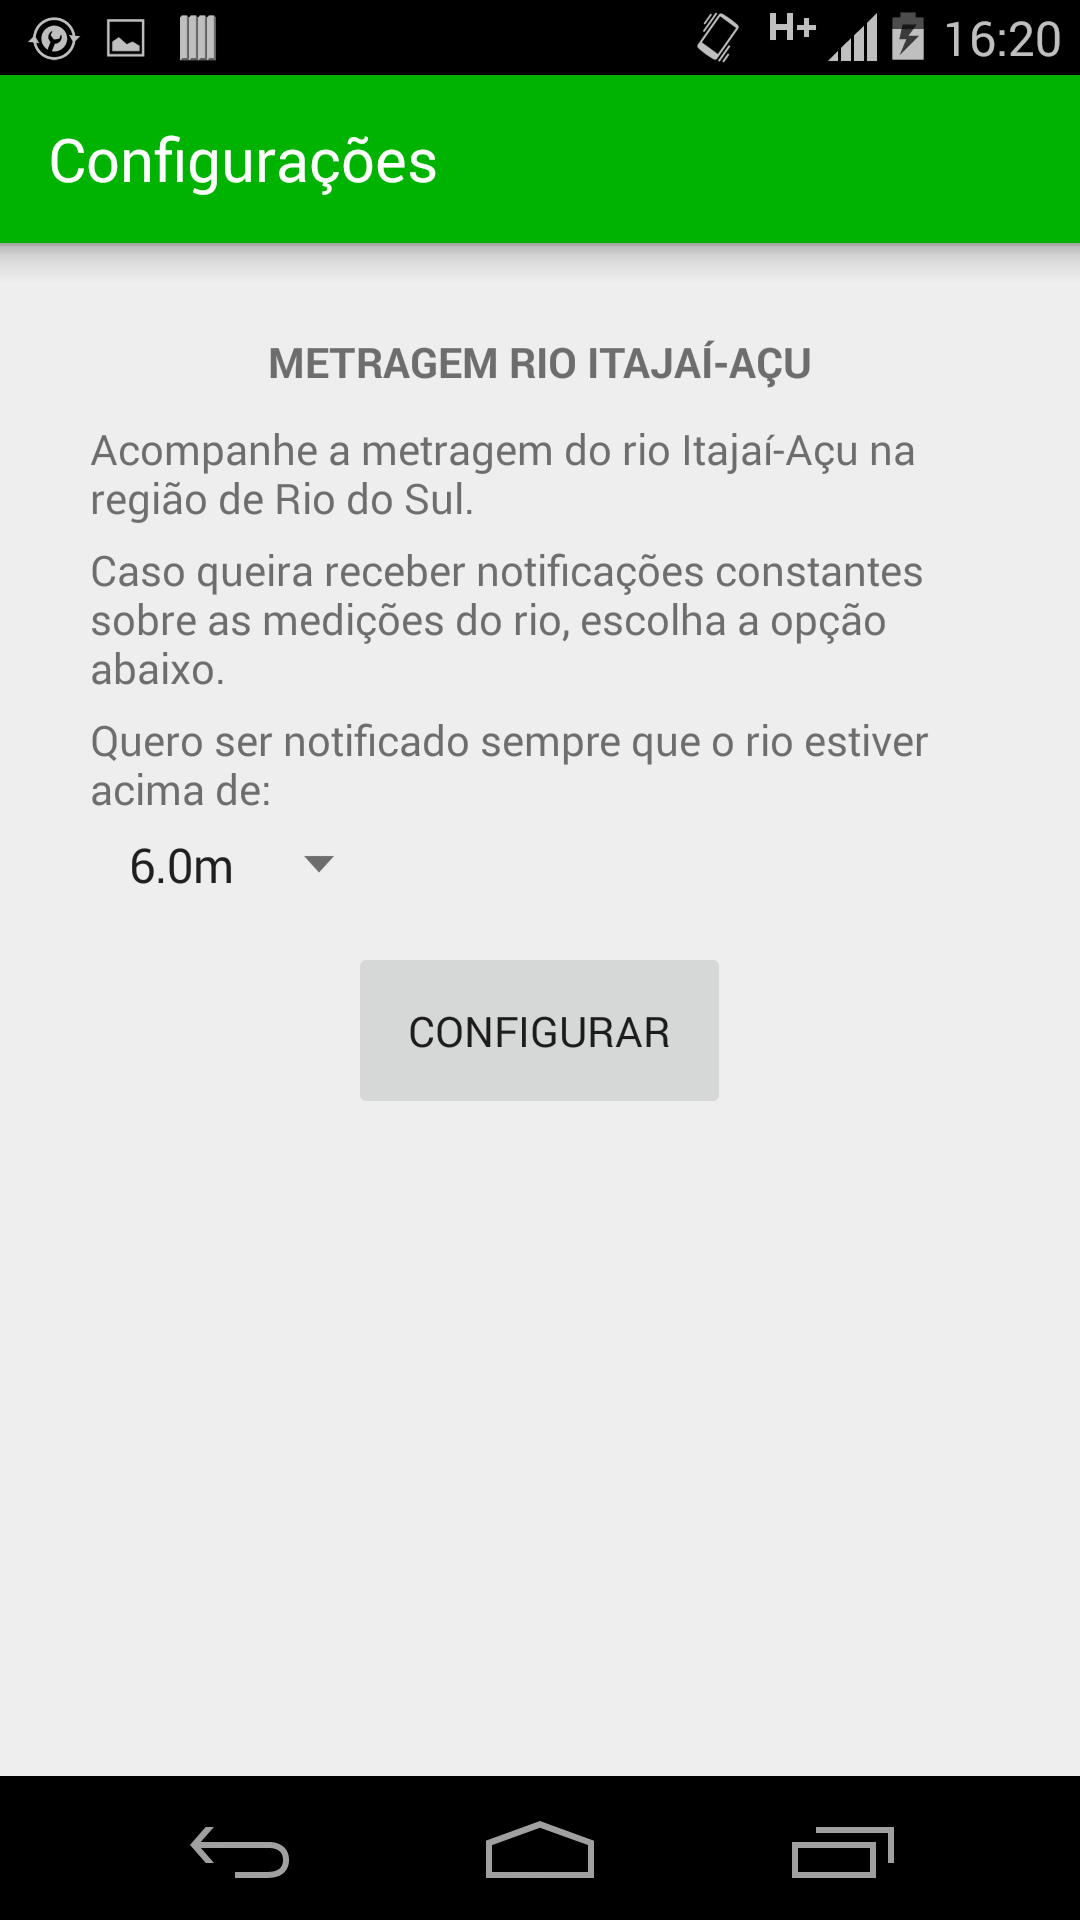 H+ 16:20
Configurações
METRAGEM RIO ITAJAÍ-AÇU
Acompanhe a metragem do rio Itajaí-Açu na
região de Rio do Sul.
Caso queira receber notificações constantes
sobre as medições do rio, escolha a opção
abaixo.
Quero ser notificado sempre que o rio estiver
acima de:
6.0m
CONFIGURAR